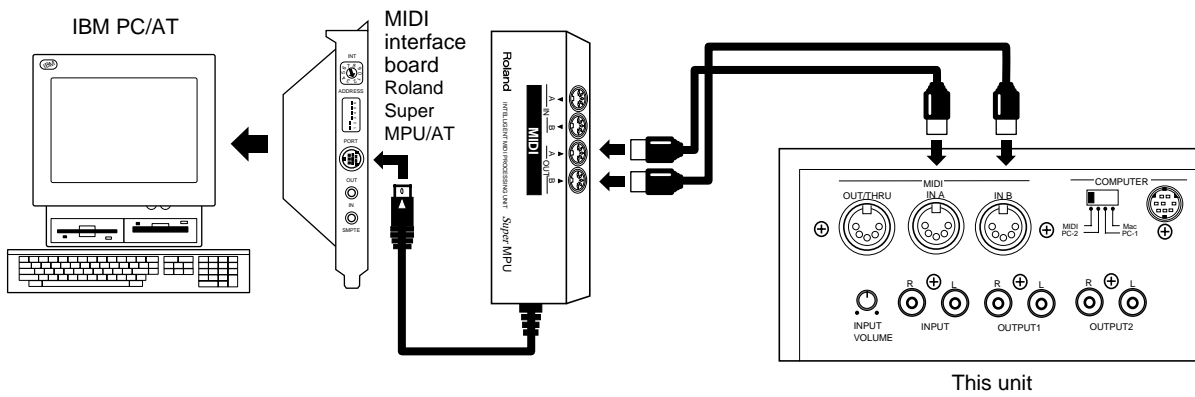 IBM PC/AT
IBM
MIDI
interface
board
Roland
Super
MPU/AT
INT
ADDRESS
PORT
OUT
IN
SMPTE
Roland
INTELLIGENT MIDI PROCESSING UNIT
Super MPU
MIDI
A
IN
B
A
OUT
B
MIDI
OUT/THRU
IN A
IN B
COMPUTER
MIDI
PC-2
Mac
PC-1
R
L
R
L
R
L
INPUT
VOLUME
INPUT
OUTPUT1
OUTPUT2
This unit